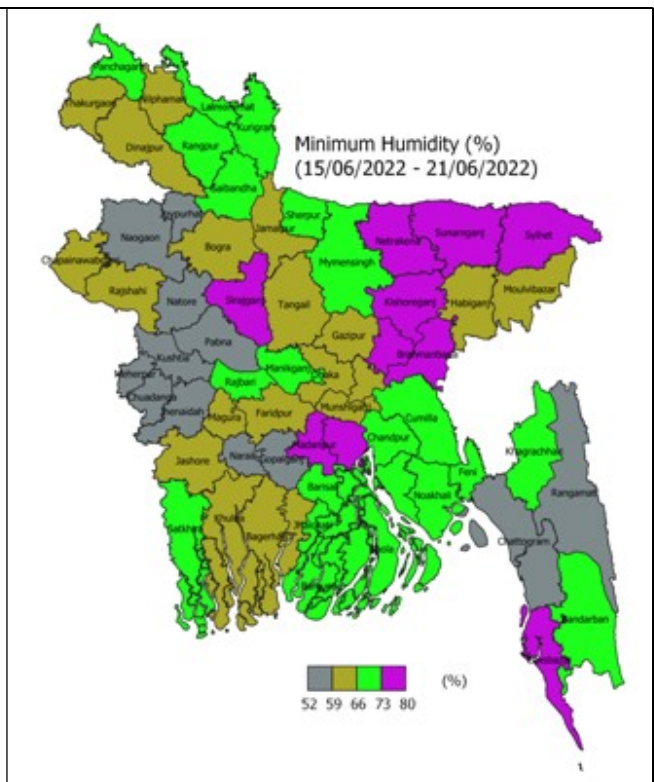 Panchagarh
Thakurgaon
Nilphamari
Lalmonirhat
Kurigram
Dinajpur
Rangpur
Minimum Humidity (%)
(15/06/2022 - 21/06/2022)
Gaibandha
Joypurhat
Sherpur
Naogaon
Jamalpur
Netrakona
Sunamganj
Sylhet
Bogra
Mymensingh
Rajshahi
Natore
Sirajganj
Tangail
Kishoreganj
Habiganj
Moulvibazar
Pabna
Gazipur
Kushtia
Meherpur
Manikganj
Dhaka
Chuadanga
Rajbari
Jhenaidah
Magura
Faridpur
Munshiganj
Cumilla
Madaripur
Chandpur
Khagrachhari
Jashore
Narail
Gopalganj
Feni
Barisal
Noakhali
Rangamati
Satkhira
Khulna
Bagerhat
Bhola
Chattogram
Bandarban
(%)
52 59 66 73 80